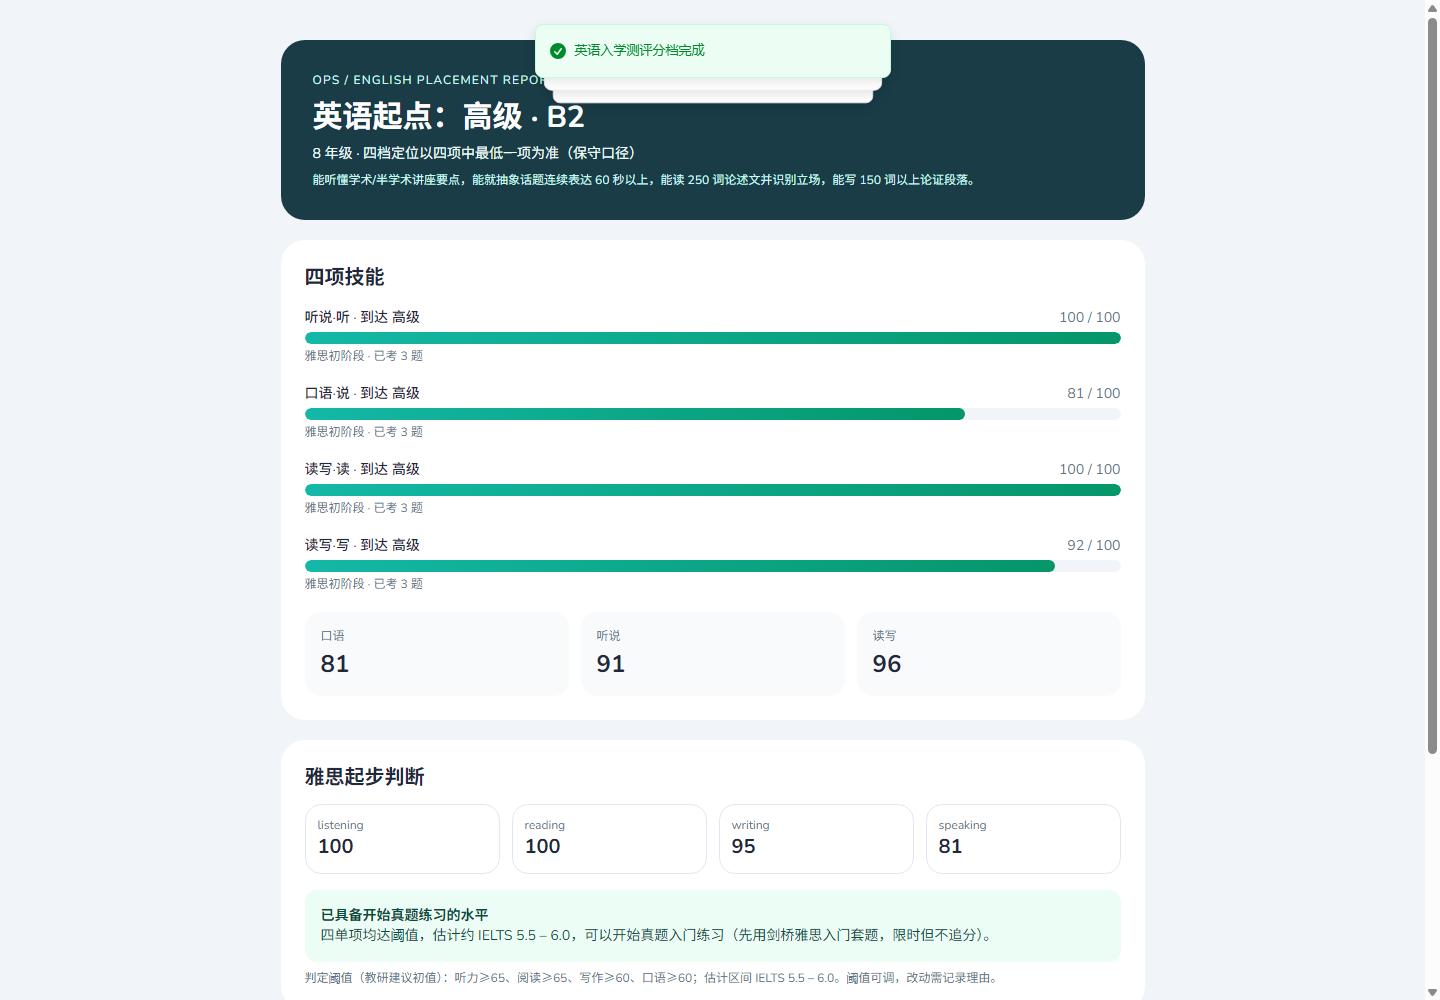 英语入学测评分档完成
OPS / ENGLISH PLACEMENT REPOR
英语起点：高级 · B2
8 年级 · 四档定位以四项中最低一项为准（保守口径）
能听懂学术/半学术讲座要点，能就抽象话题连续表达 60 秒以上，能读 250 词论述文并识别立场，能写 150 词以上论证段落。
四项技能
听说·听 · 到达 高级
100 / 100
雅思初阶段 · 已考 3 题
口语·说 · 到达 高级
81 / 100
雅思初阶段 · 已考 3 题
读写·读 · 到达 高级
100 / 100
雅思初阶段 · 已考 3 题
读写·写 · 到达 高级
92 / 100
雅思初阶段 · 已考 3 题
口语
81
听说
91
读写
96
雅思起步判断
listening
100
reading
100
writing
95
speaking
81
已具备开始真题练习的水平
四单项均达阈值，估计约 IELTS 5.5 – 6.0，可以开始真题入门练习（先用剑桥雅思入门套题，限时但不追分）。
判定阈值（教研建议初值）：听力≥65、阅读≥65、写作≥60、口语≥60；估计区间 IELTS 5.5 – 6.0。阈值可调，改动需记录理由。